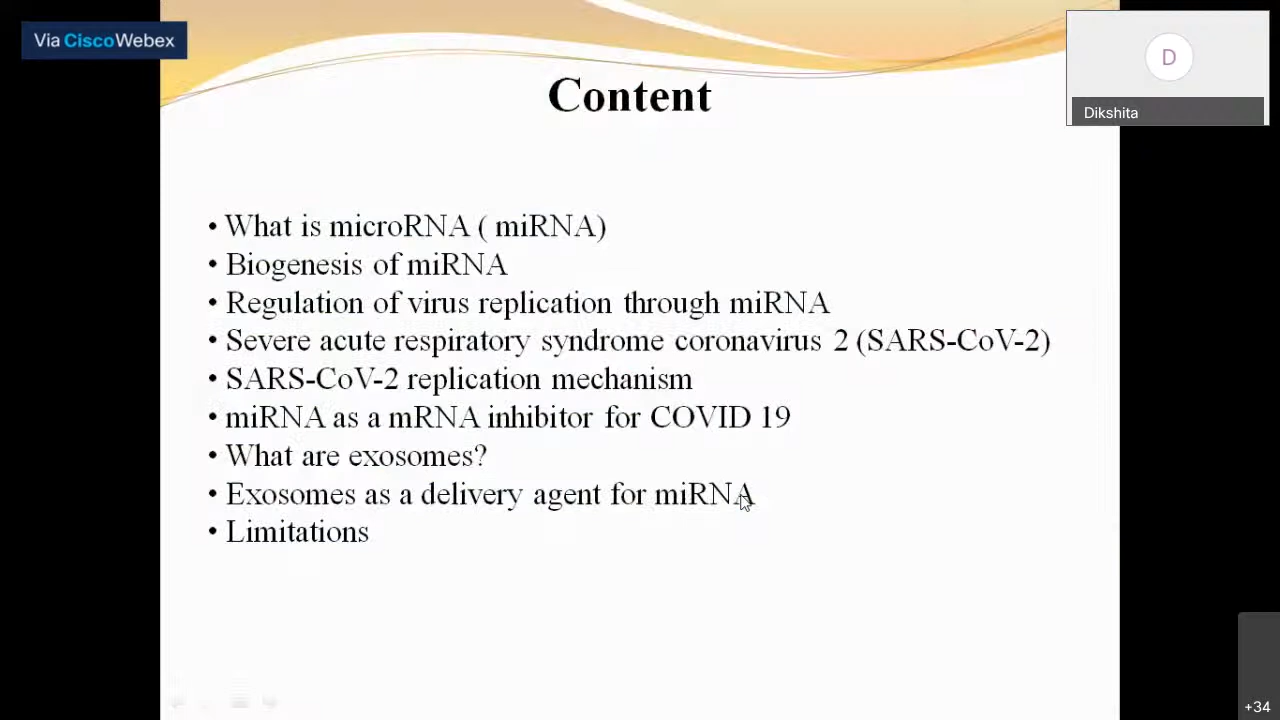 Via CiscoWebex
D
Dikshita
Content
• What is microRNA ( miRNA)
• Biogenesis of miRNA
• Regulation of virus replication through miRNA
• Severe acute respiratory syndrome coronavirus 2 (SARS-CoV-2)
• SARS-CoV-2 replication mechanism
• miRNA as a mRNA inhibitor for COVID 19
• What are exosomes?
• Exosomes as a delivery agent for miRNA
• Limitations
+34